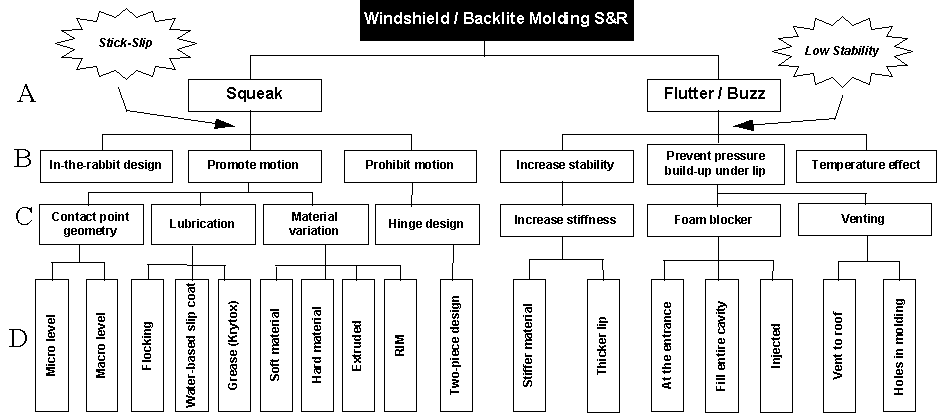 Windshield / Backlite Molding S&R
Stick-Slip
Low Stability
A
Squeak
Flutter / Buzz
B
In-the-rabbit design
Promote motion
Prohibit motion
Increase stability
Prevent pressure
build-up under lip
Temperature effect
C
Contact point
geometry
Lubrication
Material
variation
Hinge design
Increase stiffness
Foam blocker
Venting
D
Micro level
Macro level
Flocking
Water-based slip coat
Grease (Krytox)
Soft material
Hard material
Extruded
RIM
Two-piece design
Stiffer material
Thicker lip
At the entrance
Fill entire cavity
Injected
Vent to roof
Holes in molding